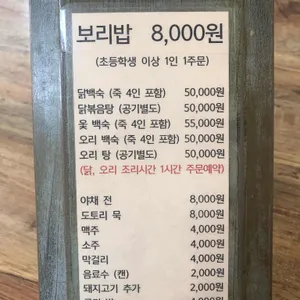 보리밥 8,000원
(초등학생 이상 1인 1주문)
닭백숙 (죽 4인 포함) 50,000원
닭볶음탕 (공기별도) 50,000원
옻 백숙 (죽 4인 포함) 55,000원
오리 백숙 (죽 4인 포함) 50,000원
오리 탕 (공기별도) 50,000원
(닭, 오리 조리시간 1시간 주문예약)
야채 전 8,000원
도토리 묵 8,000원
맥주 4,000원
소주 4,000원
막걸리 4,000원
음료수 (캔) 2,000원
돼지고기 추가 2,000원